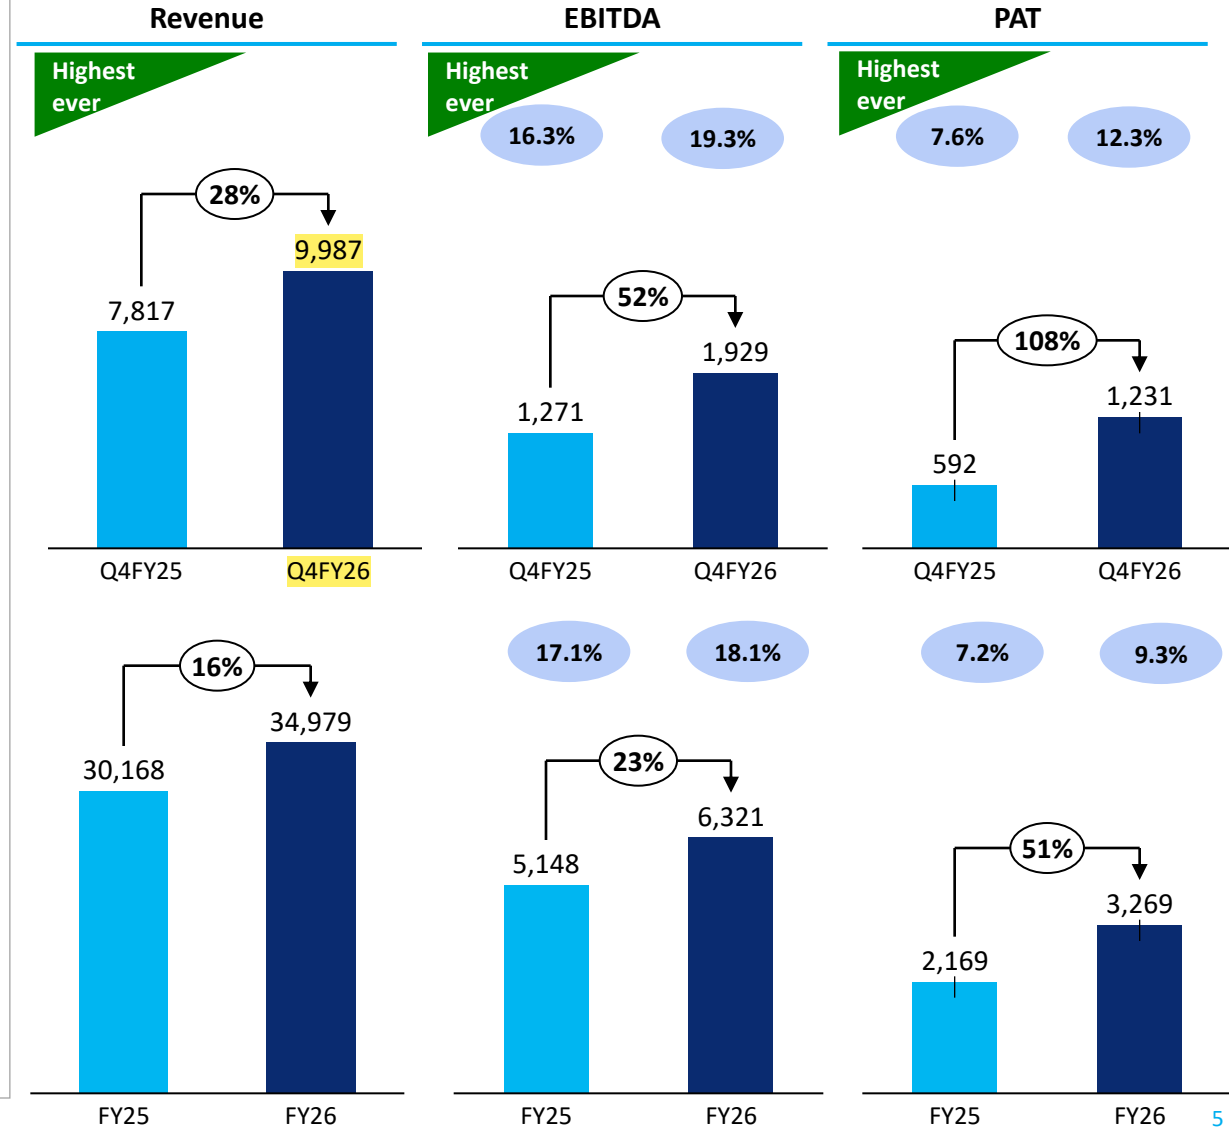 Revenue
EBITDA
PAT
Highest
ever
Highest
ever
Highest
ever
16.3%
19.3%
7.6%
12.3%
28%
9,987
7,817
52%
1,929
1,271
108%
1,231
592
Q4FY25
Q4FY26
Q4FY25
Q4FY26
Q4FY25
Q4FY26
17.1%
18.1%
7.2%
9.3%
16%
34,979
30,168
23%
6,321
5,148
51%
3,269
2,169
FY25
FY26
FY25
FY26
FY25
FY26
5